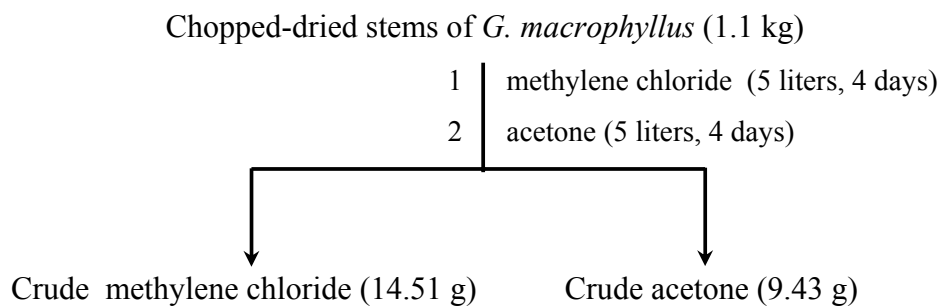 Chopped-dried stems of G. macrophyllus (1.1 kg)
1 methylene chloride (5 liters, 4 days)
2 acetone (5 liters, 4 days)
Crude methylene chloride (14.51 g) Crude acetone (9.43 g)